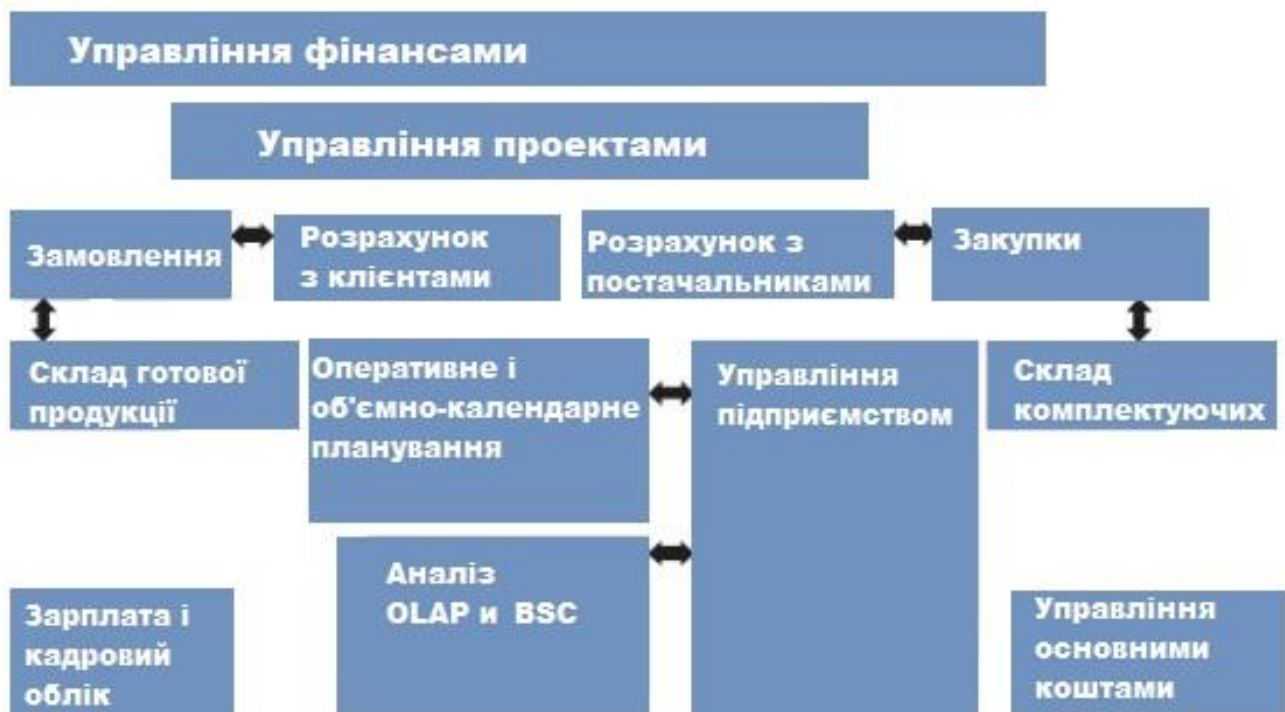 Управління фінансами
Управління проектами
Замовлення
Розрахунок
з клієнтами
Розрахунок з
постачальниками
Закупки
Склад готової
продукції
Оперативне і
об'ємно-календарне
планування
Управління
підприємством
Склад
комплектуючих
Аналіз
OLAP и BSC
Зарплата і
кадровий
облік
Управління
основними
коштами